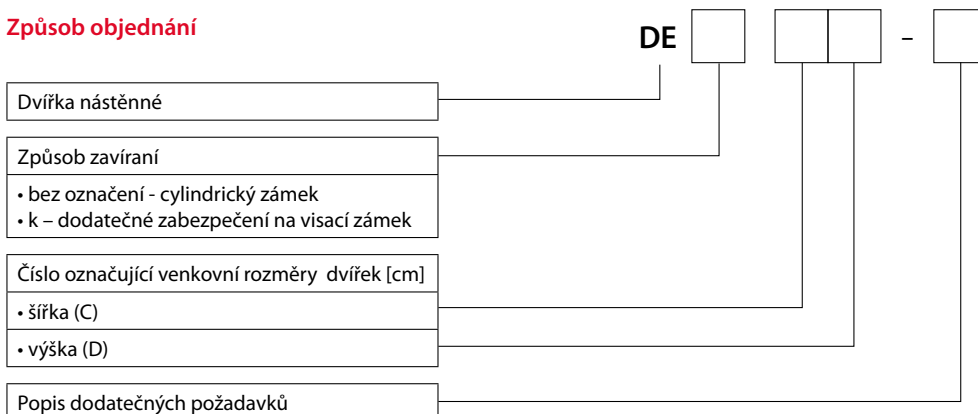 Způsob objednání
DE –
Dvířka nástěnné
Způsob zavíraní
• bez označení - cylindrický zámek
• k – dodatečné zabezpečení na visací zámek
Číslo označující venkovní rozměry dvířek [cm]
• šířka (C)
• výška (D)
Popis dodatečných požadavků